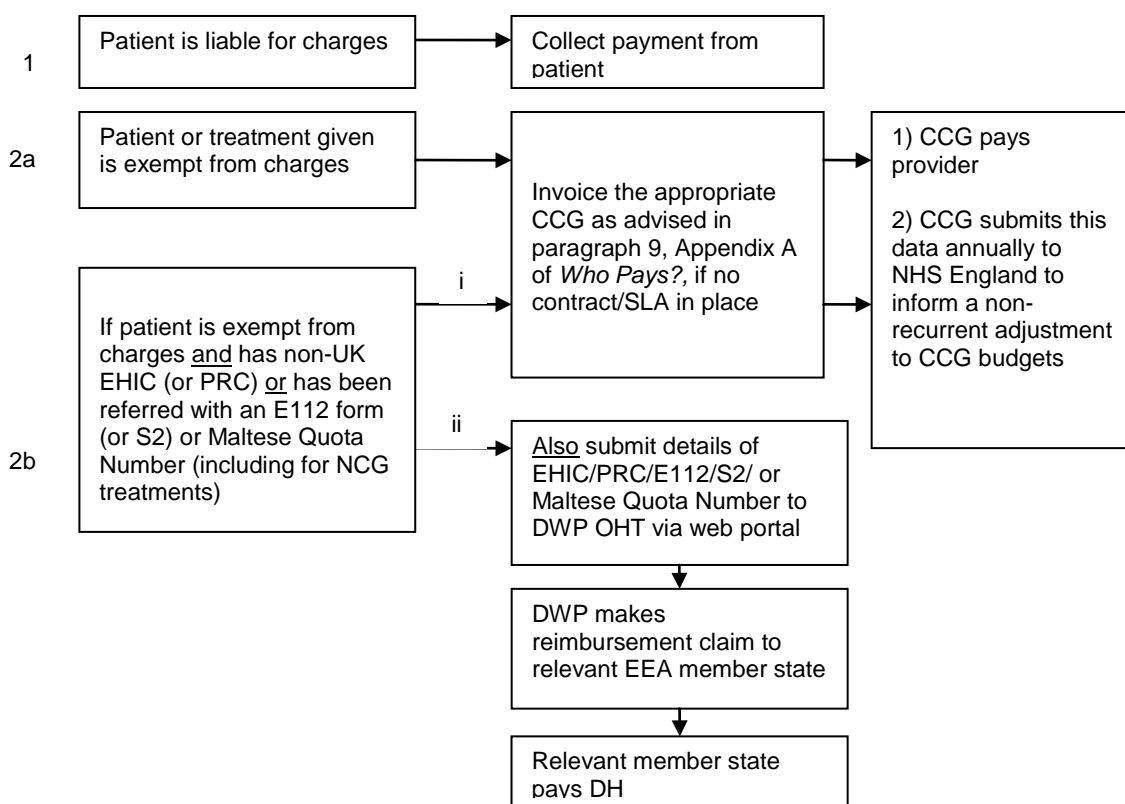 1
Patient is liable for charges
Collect payment from
patient
2a
Patient or treatment given
is exempt from charges
Invoice the appropriate
CCG as advised in
paragraph 9, Appendix A
of Who Pays?, if no
contract/SLA in place
1) CCG pays
provider
2) CCG submits this
data annually to
NHS England to
inform a non-
recurrent adjustment
to CCG budgets
2b
If patient is exempt from
charges and has non-UK
EHIC (or PRC) or has been
referred with an E112 form
(or S2) or Maltese Quota
Number (including for NCG
treatments)
i
ii
Also submit details of
EHIC/PRC/E112/S2/ or
Maltese Quota Number to
DWP OHT via web portal
DWP makes
reimbursement claim to
relevant EEA member state
Relevant member state
pays DH